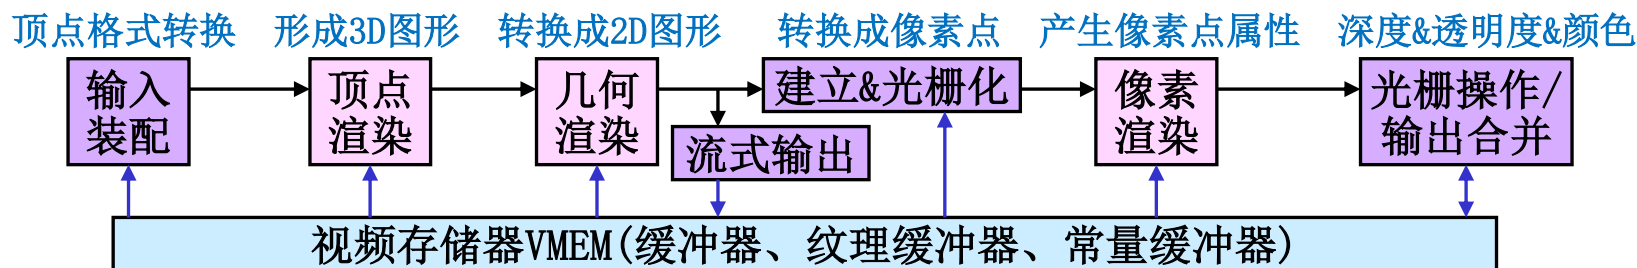 顶点格式转换 形成3D图形 转换成2D图形 转换成像素点 产生像素点属性 深度&透明度&颜色
输入
装配
顶点
渲染
几何
渲染
建立&光栅化
流式输出
像素
渲染
光栅操作/
输出合并
视频存储器VMEM(缓冲器、纹理缓冲器、常量缓冲器)